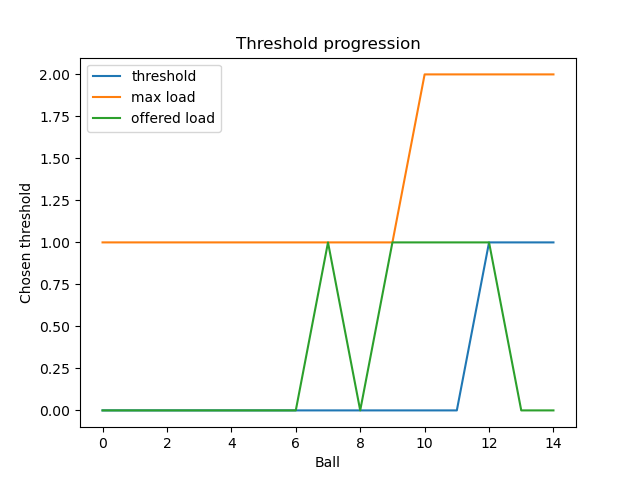 Threshold progression
threshold
max load
offered load
2.00
1.75
1.50
1.25
1.00
0.75
0.50
0.25
0.00
Chosen threshold
0 2 4 6 8 10 12 14
Ball